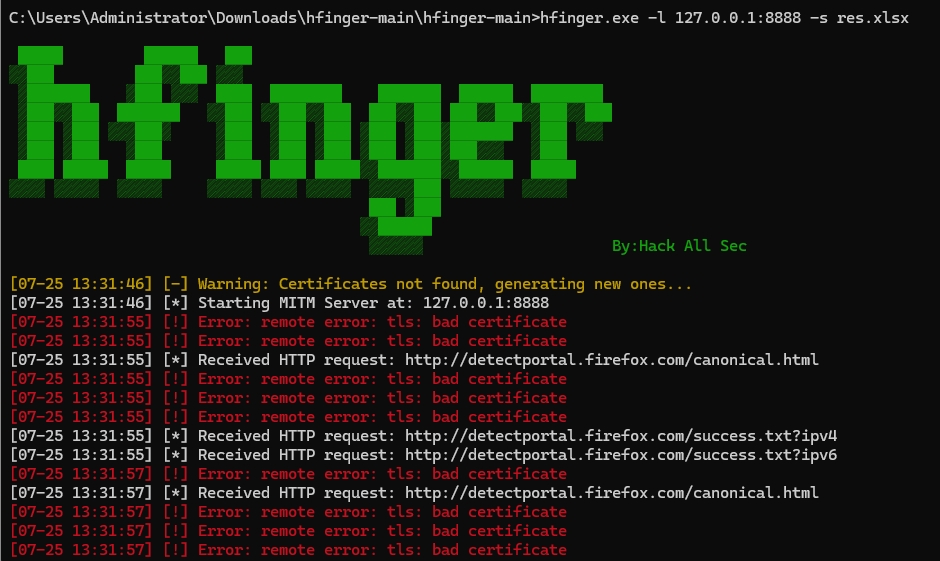 C:\Users\Administrator\Downloads\hfinger-main\hfinger-main>hfinger.exe -l 127.0.0.1:8888 -s res.xlsx
hfinger
By:Hack All Sec
[07-25 13:31:46] [-] Warning: Certificates not found, generating new ones...
[07-25 13:31:46] [*] Starting MITM Server at: 127.0.0.1:8888
[07-25 13:31:55] [!] Error: remote error: tls: bad certificate
[07-25 13:31:55] [!] Error: remote error: tls: bad certificate
[07-25 13:31:55] [*] Received HTTP request: http://detectportal.firefox.com/canonical.html
[07-25 13:31:55] [!] Error: remote error: tls: bad certificate
[07-25 13:31:55] [!] Error: remote error: tls: bad certificate
[07-25 13:31:55] [!] Error: remote error: tls: bad certificate
[07-25 13:31:55] [*] Received HTTP request: http://detectportal.firefox.com/success.txt?ipv4
[07-25 13:31:55] [*] Received HTTP request: http://detectportal.firefox.com/success.txt?ipv6
[07-25 13:31:57] [!] Error: remote error: tls: bad certificate
[07-25 13:31:57] [*] Received HTTP request: http://detectportal.firefox.com/canonical.html
[07-25 13:31:57] [!] Error: remote error: tls: bad certificate
[07-25 13:31:57] [!] Error: remote error: tls: bad certificate
[07-25 13:31:57] [!] Error: remote error: tls: bad certificate